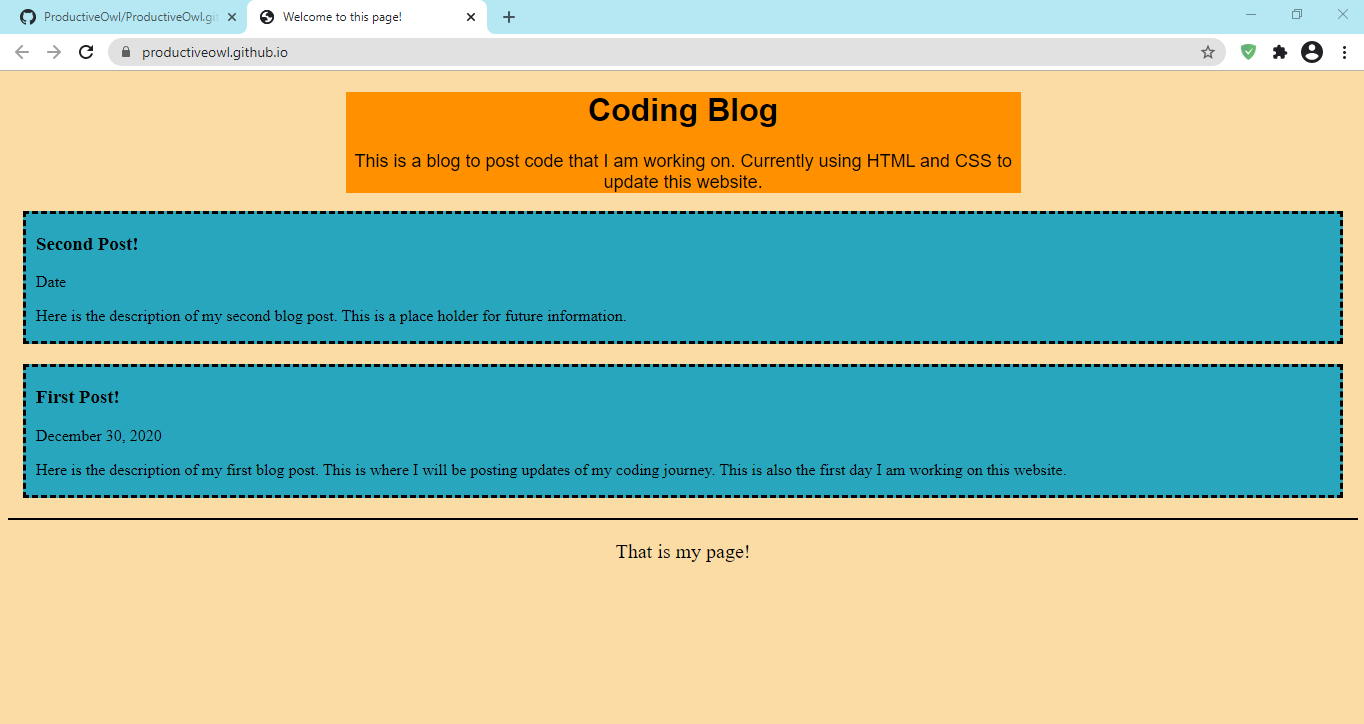 ProductiveOwl/ProductiveOwl.git
Welcome to this page!
productiveowl.github.io
Coding Blog
This is a blog to post code that I am working on. Currently using HTML and CSS to
update this website.
Second Post!
Date
Here is the description of my second blog post. This is a place holder for future information.
First Post!
December 30, 2020
Here is the description of my first blog post. This is where I will be posting updates of my coding journey. This is also the first day I am working on this website.
That is my page!